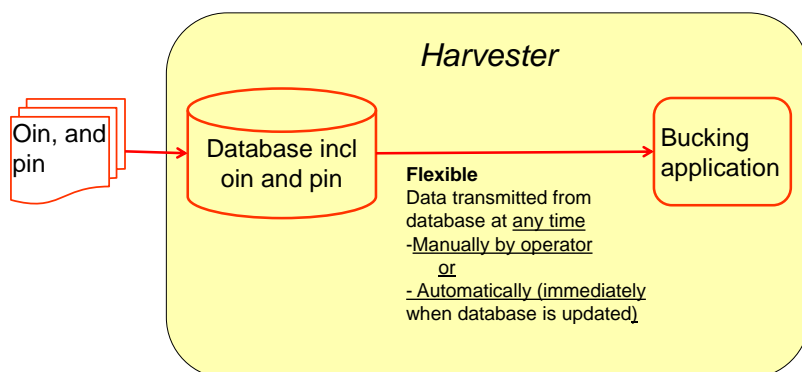 Harvester
Oin, and
pin
Database incl
oin and pin
Bucking
application
Flexible
Data transmitted from
database at any time
-Manually by operator
or
- Automatically (immediately
when database is updated)